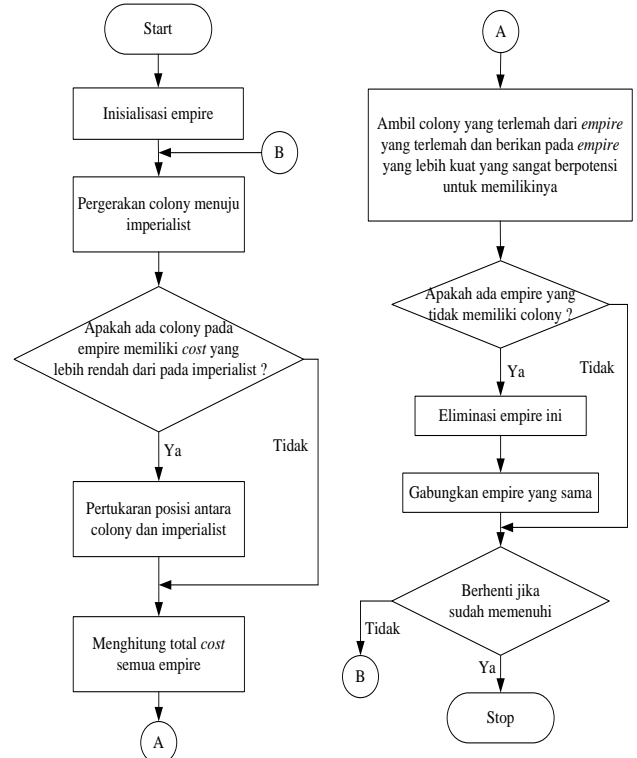 Start
Inisialisasi empire
B
Pergerakan colony menuju
imperialist
Apakah ada colony pada
empire memiliki cost yang
lebih rendah dari pada imperialist ?
Ya
Tidak
Pertukaran posisi antara
colony dan imperialist
Menghitung total cost
semua empire
A
A
Ambil colony yang terlemah dari empire
yang terlemah dan berikan pada empire
yang lebih kuat yang sangat berpotensi
untuk memilikinya
Apakah ada empire yang
tidak memiliki colony ?
Ya
Tidak
Eliminasi empire ini
Gabungkan empire yang sama
Berhenti jika
sudah memenuhi
Tidak
B
Ya
Stop